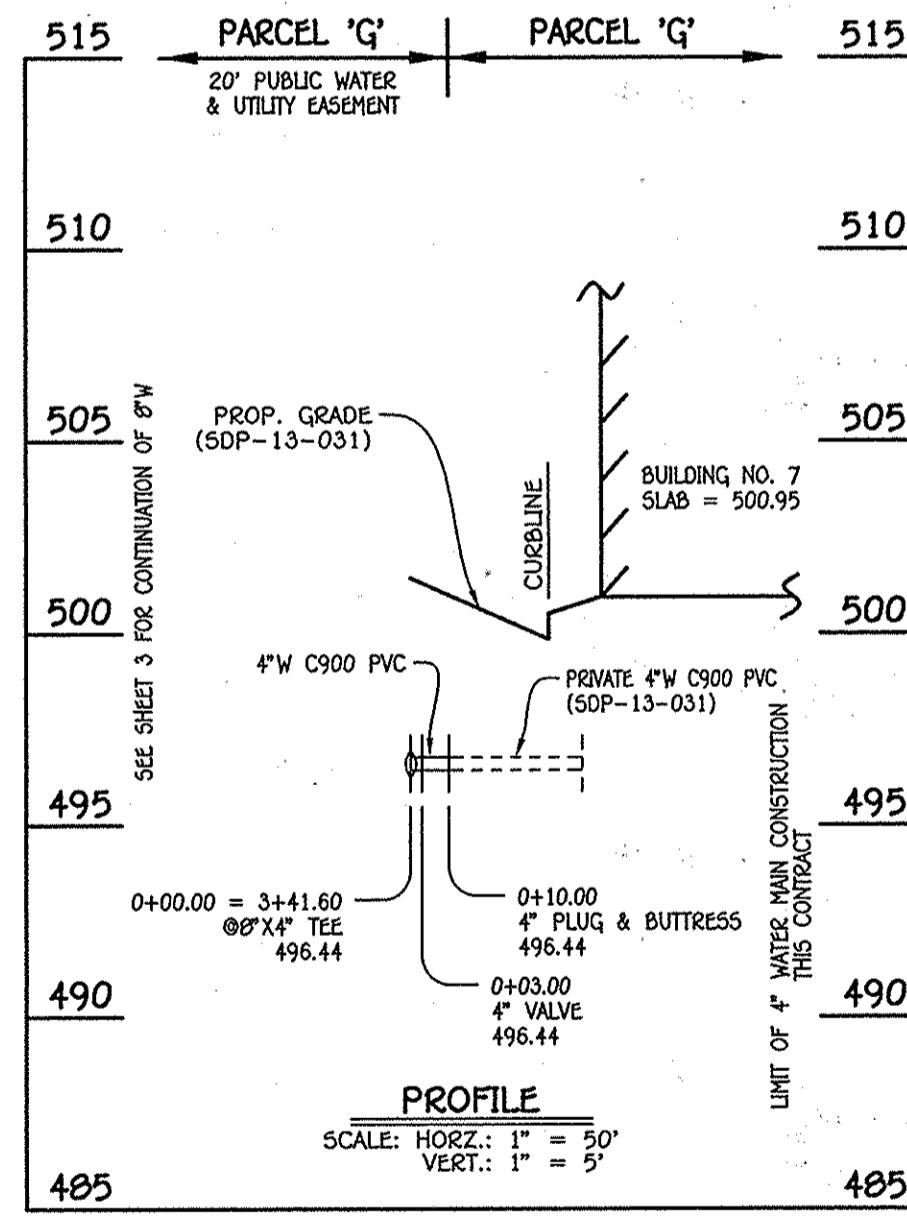 515 PARCEL 'G' PARCEL 'G' 515
20' PUBLIC WATER
& UTILITY EASEMENT
510 510
505 505
SEE SHEET 3 FOR CONTINUATION OF 8"W
PROP. GRADE
(SDP-13-031)
CURBLINE
BUILDING NO. 7
SLAB = 500.95
500 500
4"W C900 PVC
PRIVATE 4"W C900 PVC
(SDP-13-031)
495 495
LIMIT OF 4" WATER MAIN CONSTRUCTION
THIS CONTRACT
0+00.00 = 3+41.60
@8"X4" TEE
496.44
0+10.00
4" PLUG & BUTTRESS
496.44
0+03.00
4" VALVE
496.44
490 490
PROFILE
SCALE: HORZ.: 1" = 50'
VERT.: 1" = 5'
485 485